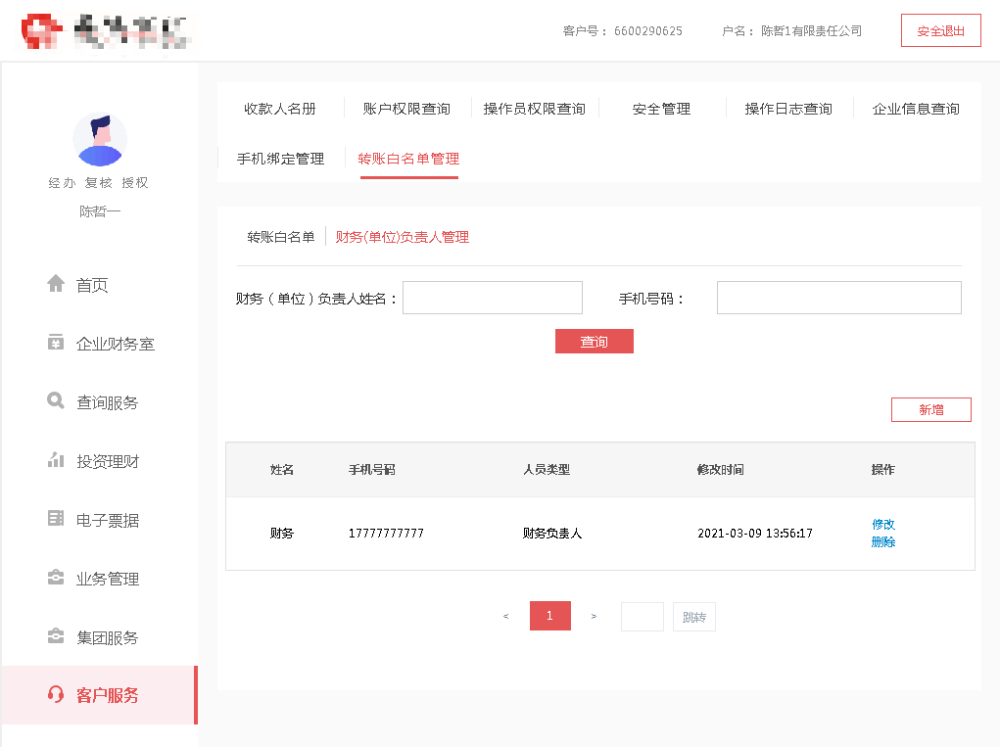 客户号： 6600290625 户名： 陈哲1有限责任公司 安全退出
收款人名册 账户权限查询 操作员权限查询 安全管理 操作日志查询 企业信息查询
手机绑定管理 转账白名单管理
经办 复核 授权
陈哲一
首页
企业财务室
查询服务
投资理财
电子票据
业务管理
集团服务
客户服务
转账白名单 财务(单位)负责人管理
财务（单位）负责人姓名： 手机号码：
查询
新增
姓名 手机号码 人员类型 修改时间 操作
财务 17777777777 财务负责人 2021-03-09 13:56:17 修改
删除
< 1 > 跳转